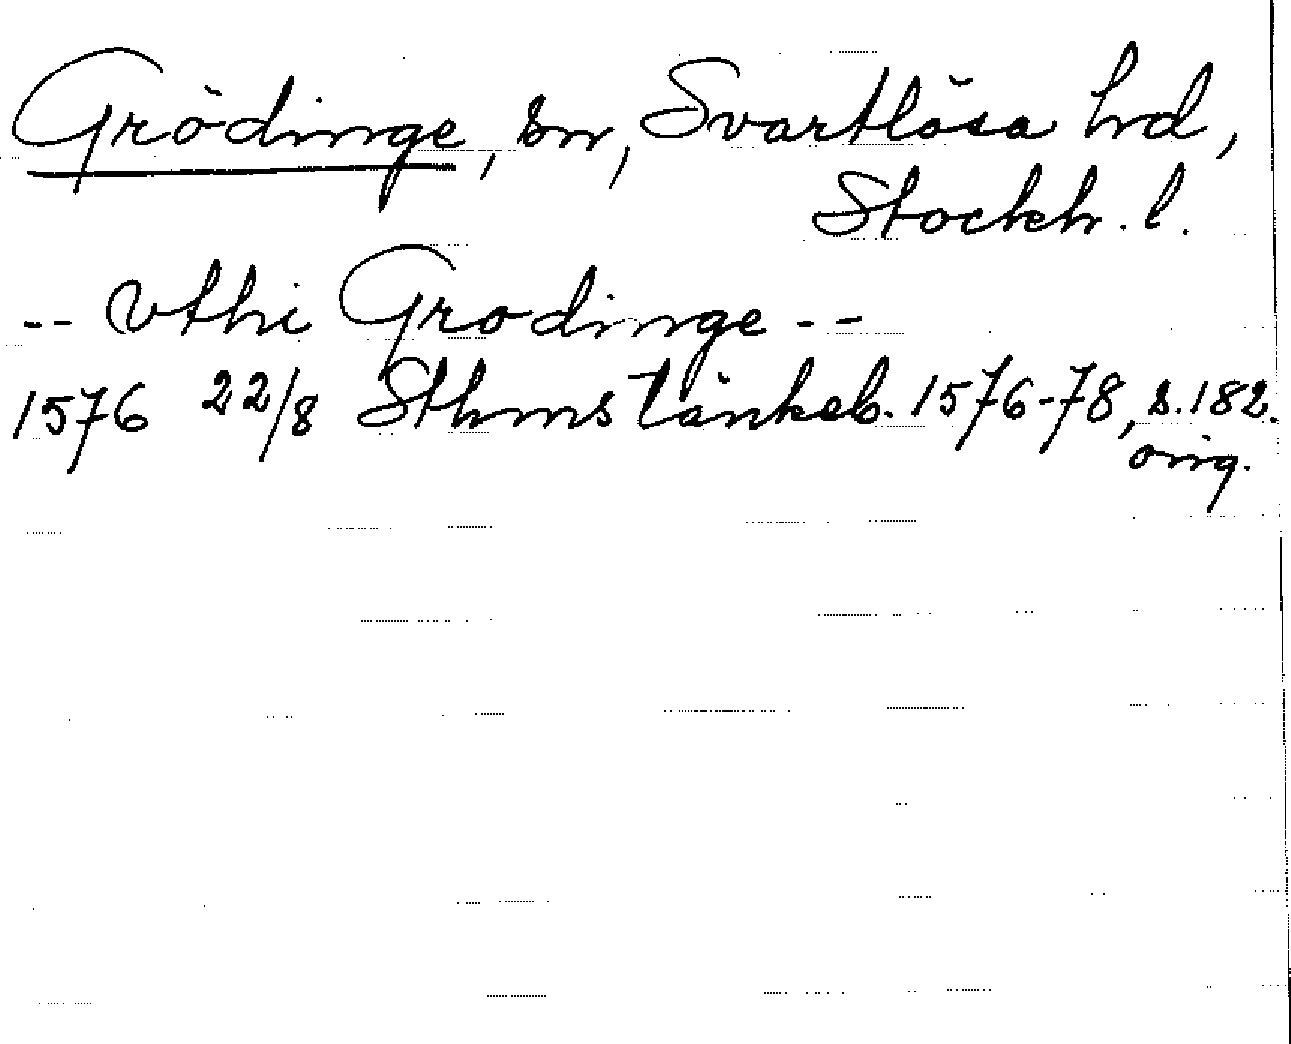 Grödinge, sn, Svartlösa hd,
Stockh. l.
-- vthi Grodinge --
1576 22/8 Sthms tänkeb. 1576-78, s. 182.
orig.